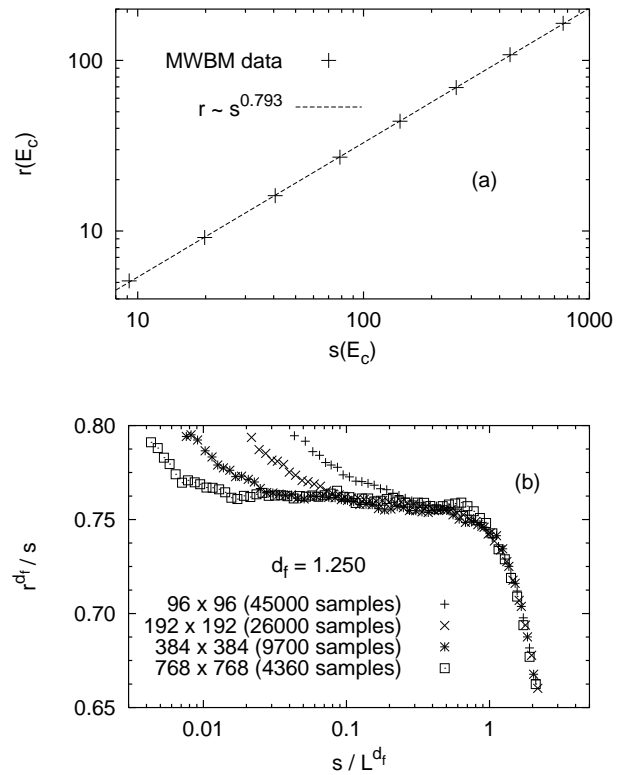 100
10
r(E_c)
MWBM data
r ~ s^0.793
(a)
10 100 1000
s(E_c)
0.80
0.75
0.70
0.65
r^d_f / s
(b)
d_f = 1.250
96 x 96 (45000 samples)
192 x 192 (26000 samples)
384 x 384 (9700 samples)
768 x 768 (4360 samples)
0.01 0.1 1
s / L^d_f